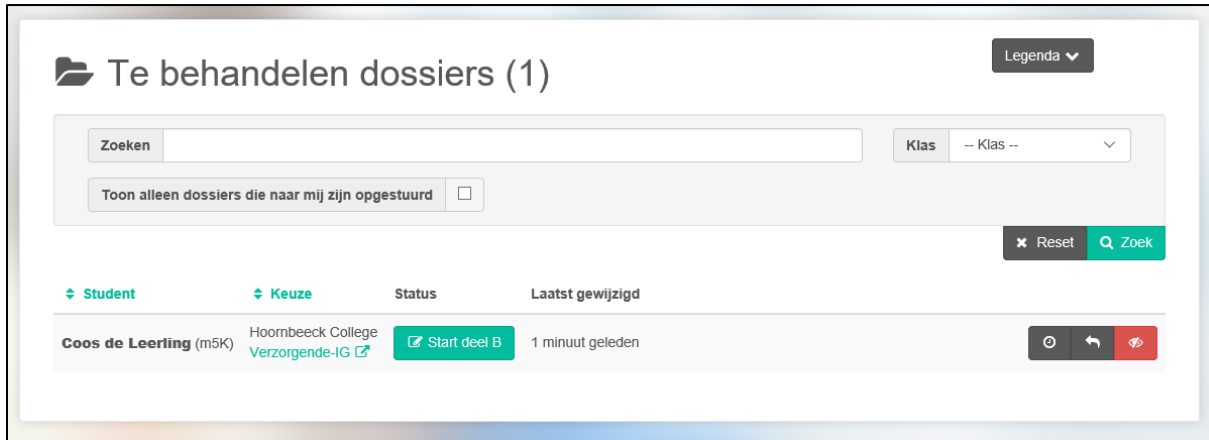 Te behandelen dossiers (1)
Legenda
Zoeken
Klas
-- Klas --
Toon alleen dossiers die naar mij zijn opgestuurd
Reset
Zoek
Student
Keuze
Status
Laatst gewijzigd
Coos de Leerling (m5K)
Hoornbeeck College
Verzorgende-IG
Start deel B
1 minuut geleden